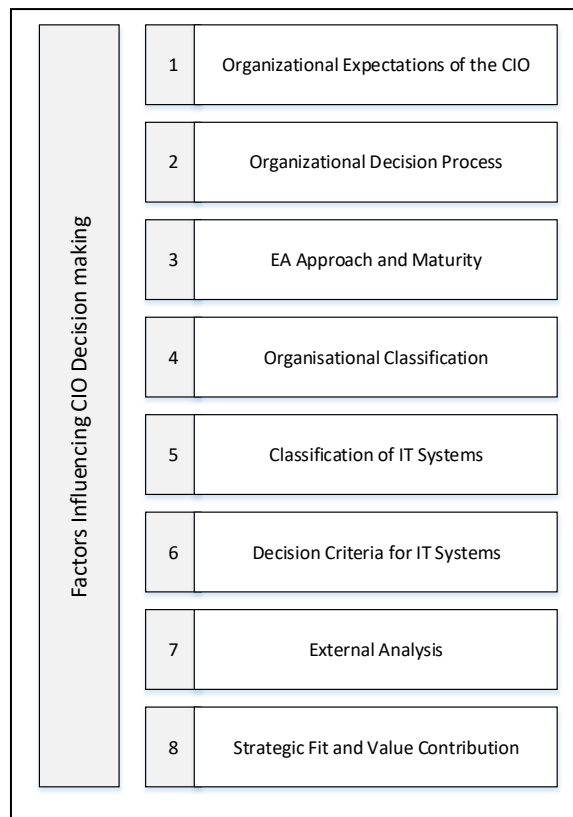 Factors Influencing CIO Decision making
1 Organizational Expectations of the CIO
2 Organizational Decision Process
3 EA Approach and Maturity
4 Organisational Classification
5 Classification of IT Systems
6 Decision Criteria for IT Systems
7 External Analysis
8 Strategic Fit and Value Contribution